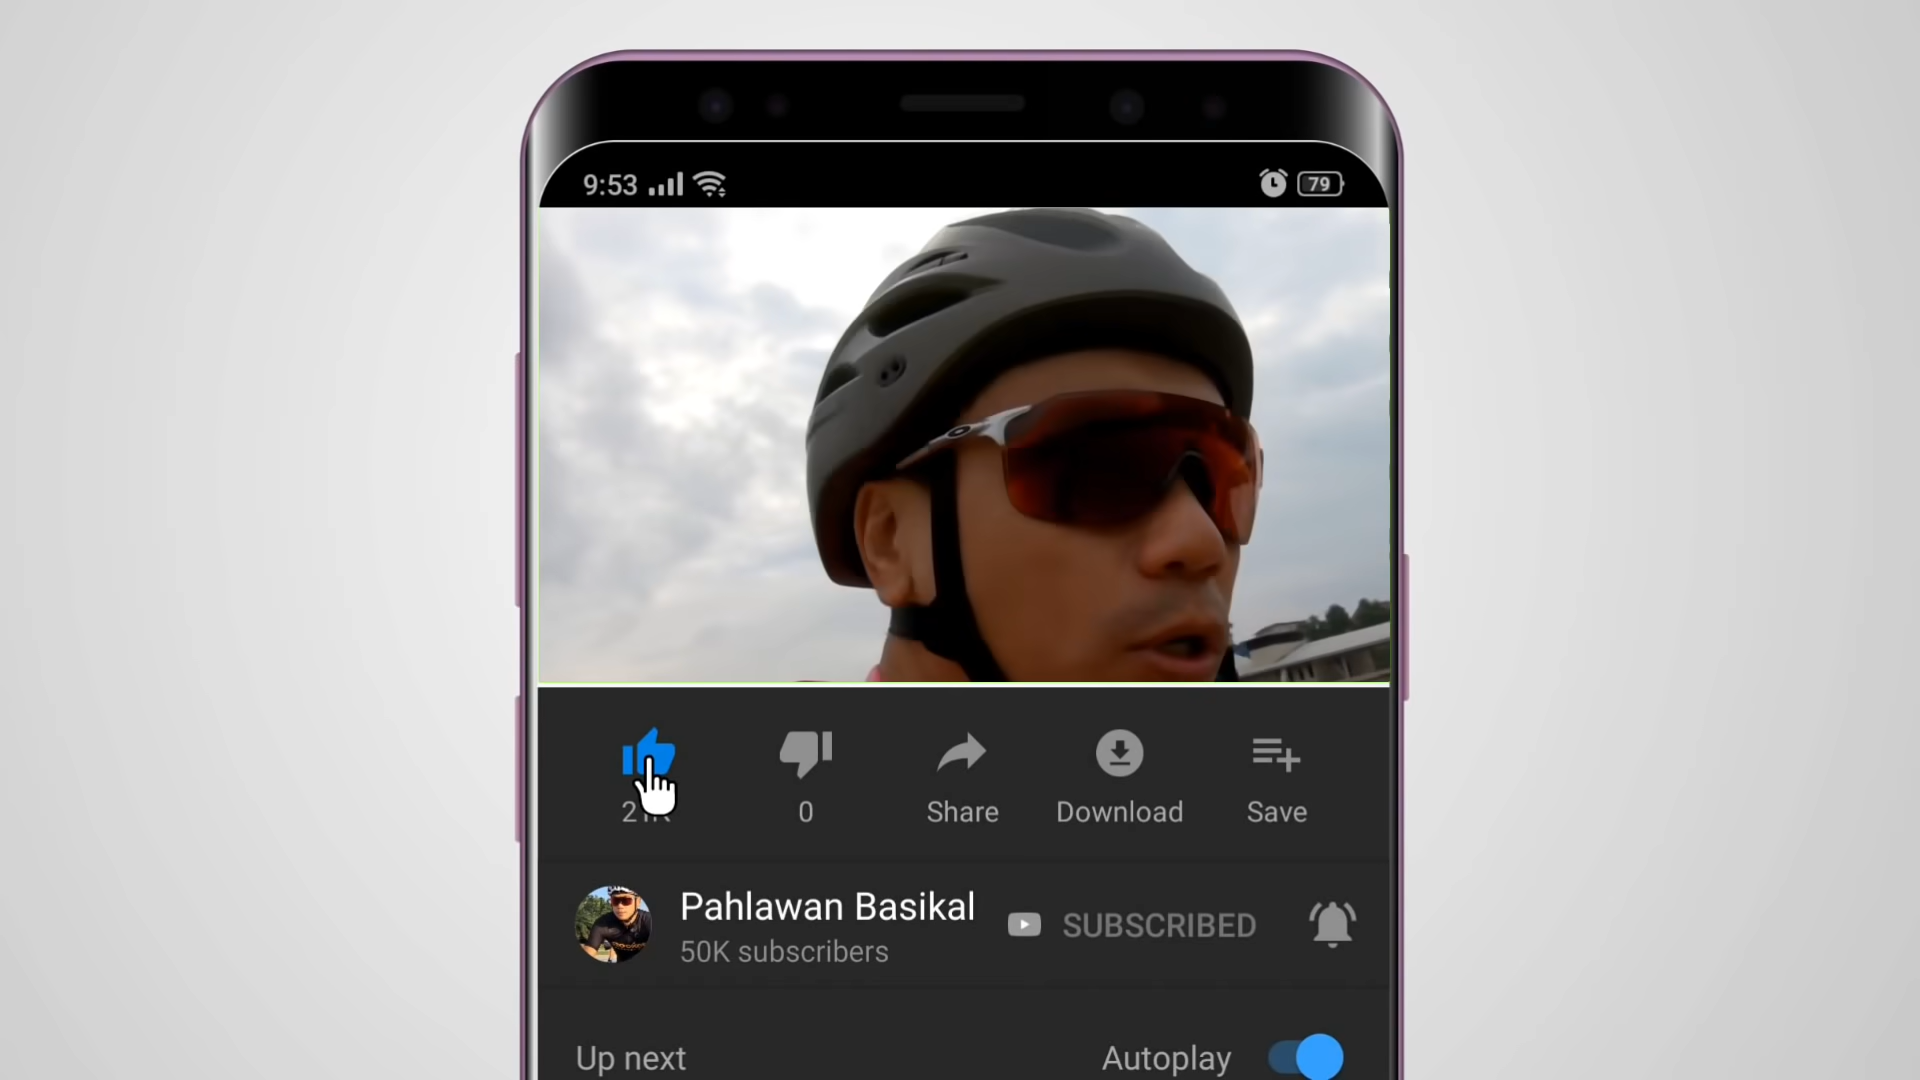 9:53 79
0 Share Download Save
Pahlawan Basikal
50K subscribers
SUBSCRIBED
Up next Autoplay